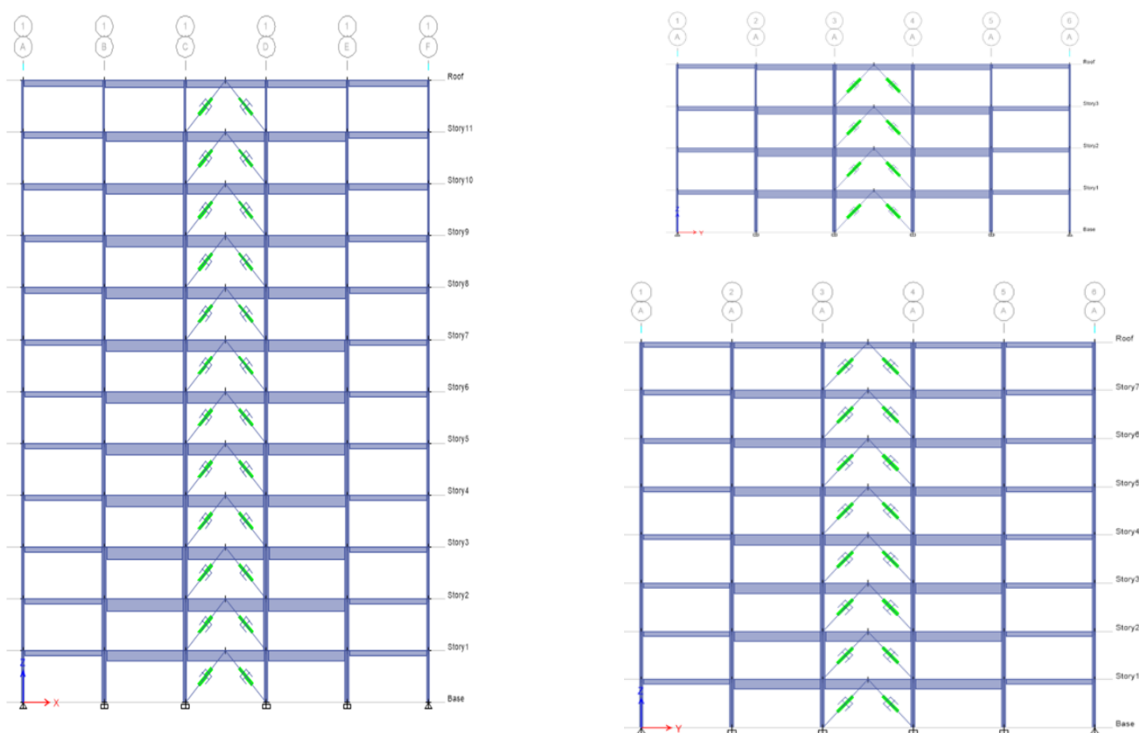 1 1 1 1 1 1
A B C D E F
Roof
Story11
Story10
Story9
Story8
Story7
Story6
Story5
Story4
Story3
Story2
Story1
Z
X
Base
1 2 3 4 5 6
A A A A A A
Roof
Story3
Story2
Story1
Z
Y
Base
1 2 3 4 5 6
A A A A A A
Roof
Story7
Story6
Story5
Story4
Story3
Story2
Story1
Z
Y
Base